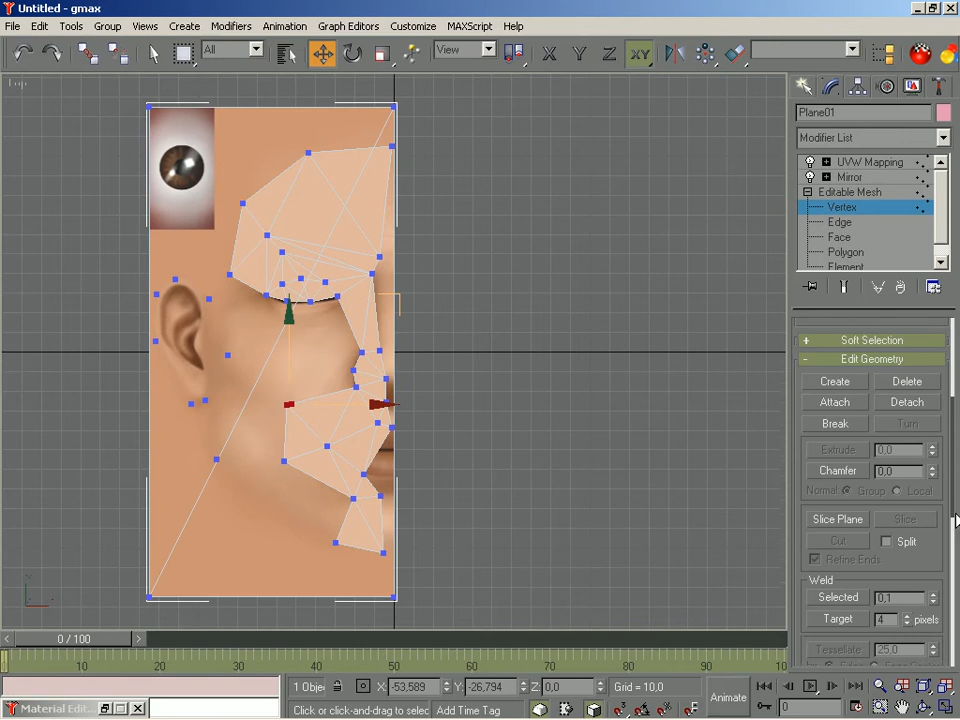 Untitled - gmax
File Edit Tools Group Views Create Modifiers Animation Graph Editors Customize MAXScript Help
All View X Y Z XY
Top
Plane01
Modifier List
UVW Mapping
Mirror
Editable Mesh
Vertex
Edge
Face
Polygon
Element
+ Soft Selection
- Edit Geometry
Create Delete
Attach Detach
Break Turn
Extrude 0,0
Chamfer 0,0
Normal: Group Local
Slice Plane Slice
Cut Split
Refine Ends
Weld
Selected 0,1
Target 4 pixels
Tessellate 25,0
< 0 / 100 >
10 20 30 40 50 60 70 80 90 10
1 Objec X: -53,589 Y: -26,794 Z: 0,0 Grid = 10,0
Animate
0
Material Edit...
Click or click-and-drag to selec Add Time Tag